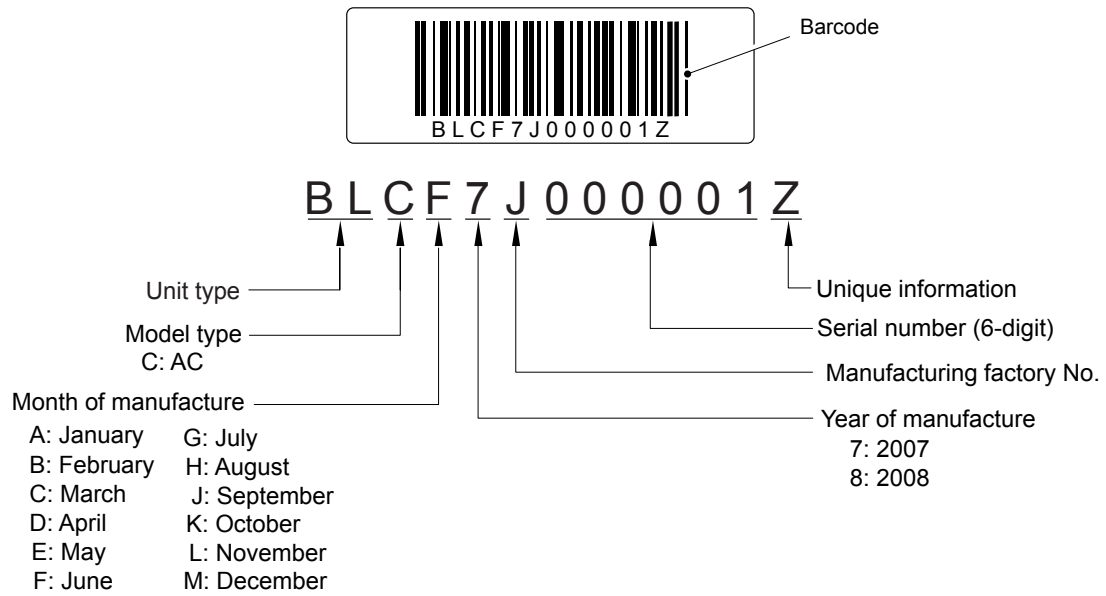 Barcode
BLCF7J000001Z
BLCF7J000001Z
Unit type
Unique information
Model type
C: AC
Serial number (6-digit)
Manufacturing factory No.
Month of manufacture
A: January
B: February
C: March
D: April
E: May
F: June
G: July
H: August
J: September
K: October
L: November
M: December
Year of manufacture
7: 2007
8: 2008